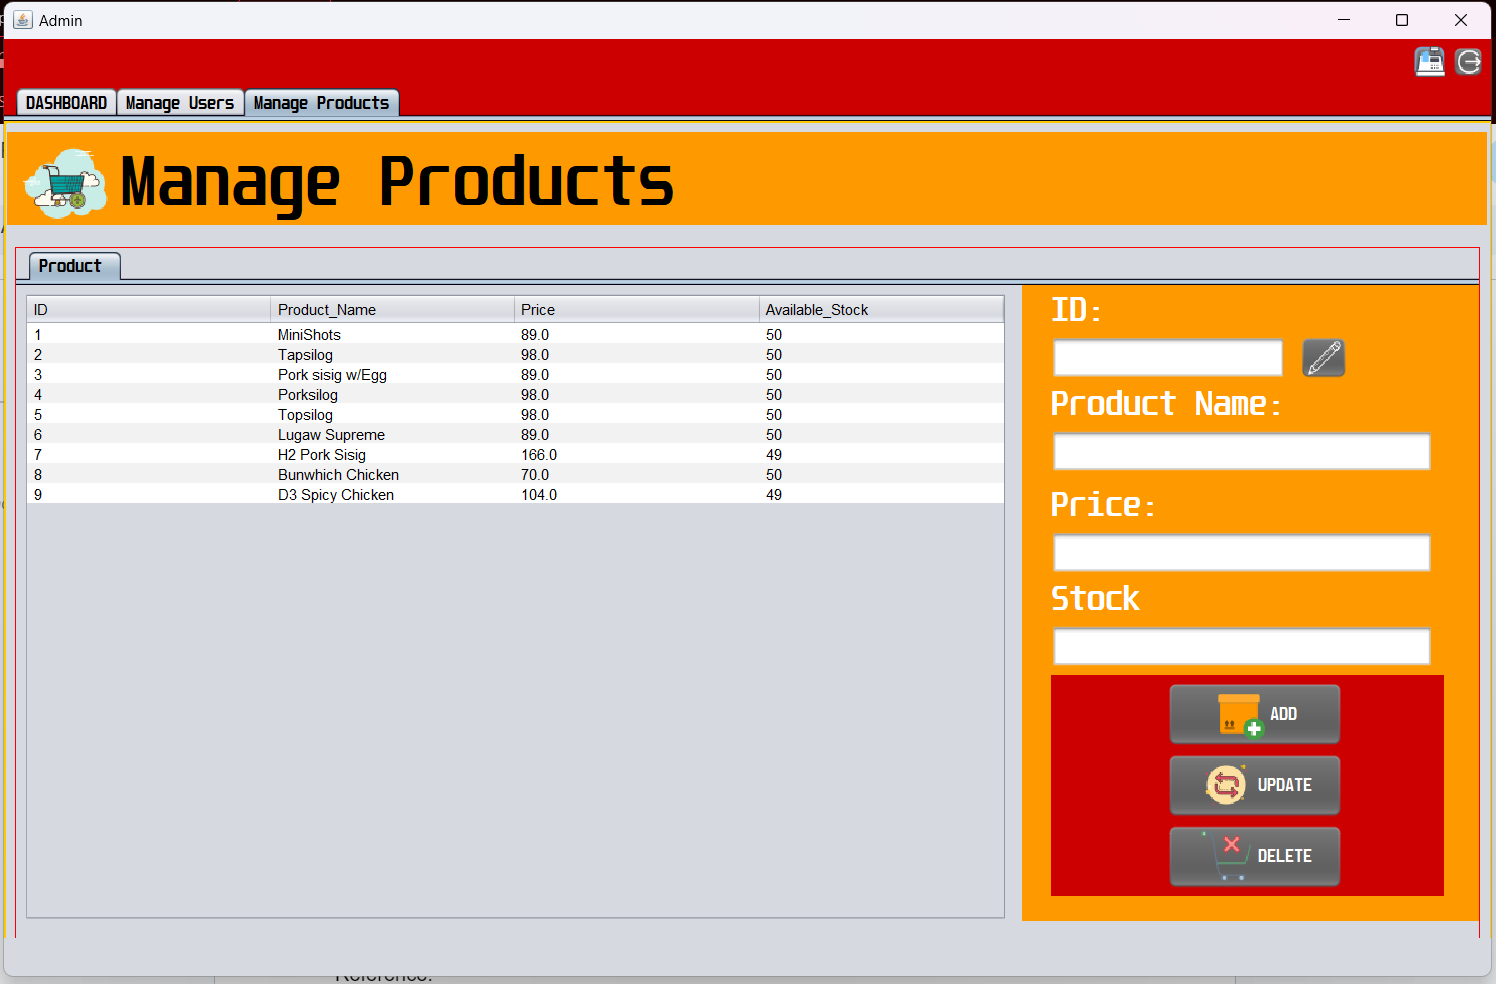 Admin
DASHBOARD Manage Users Manage Products
Manage Products
Product
ID Product_Name Price Available_Stock
1 MiniShots 89.0 50
2 Tapsilog 98.0 50
3 Pork sisig w/Egg 89.0 50
4 Porksilog 98.0 50
5 Topsilog 98.0 50
6 Lugaw Supreme 89.0 50
7 H2 Pork Sisig 166.0 49
8 Bunwhich Chicken 70.0 50
9 D3 Spicy Chicken 104.0 49
ID:
Product Name:
Price:
Stock
ADD
UPDATE
DELETE
Reference: